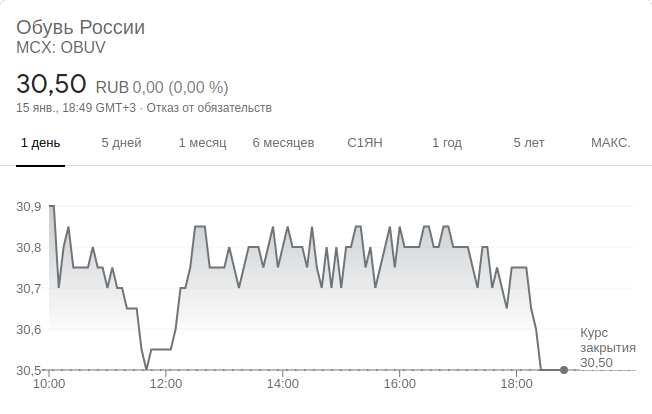 Обувь России
MCX: OBUV
30,50 RUB 0,00 (0,00 %)
15 янв., 18:49 GMT+3 · Отказ от обязательств
1 день 5 дней 1 месяц 6 месяцев С1ЯН 1 год 5 лет МАКС.
30,9
30,8
30,7
30,6
Курс
закрытия
30,50
30,5
10:00 12:00 14:00 16:00 18:00